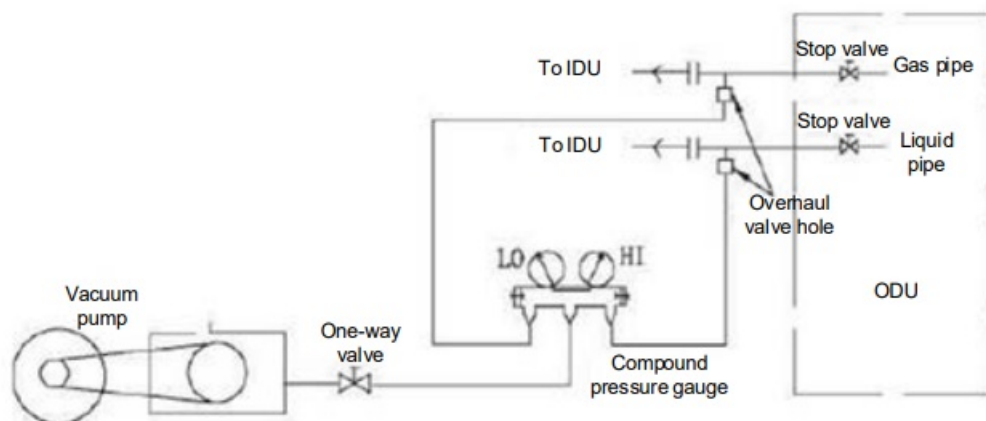 Stop valve
To IDU
Gas pipe
Stop valve
To IDU
Liquid
pipe
Overhaul
valve hole
LO
HI
ODU
Vacuum
pump
One-way
valve
Compound
pressure gauge